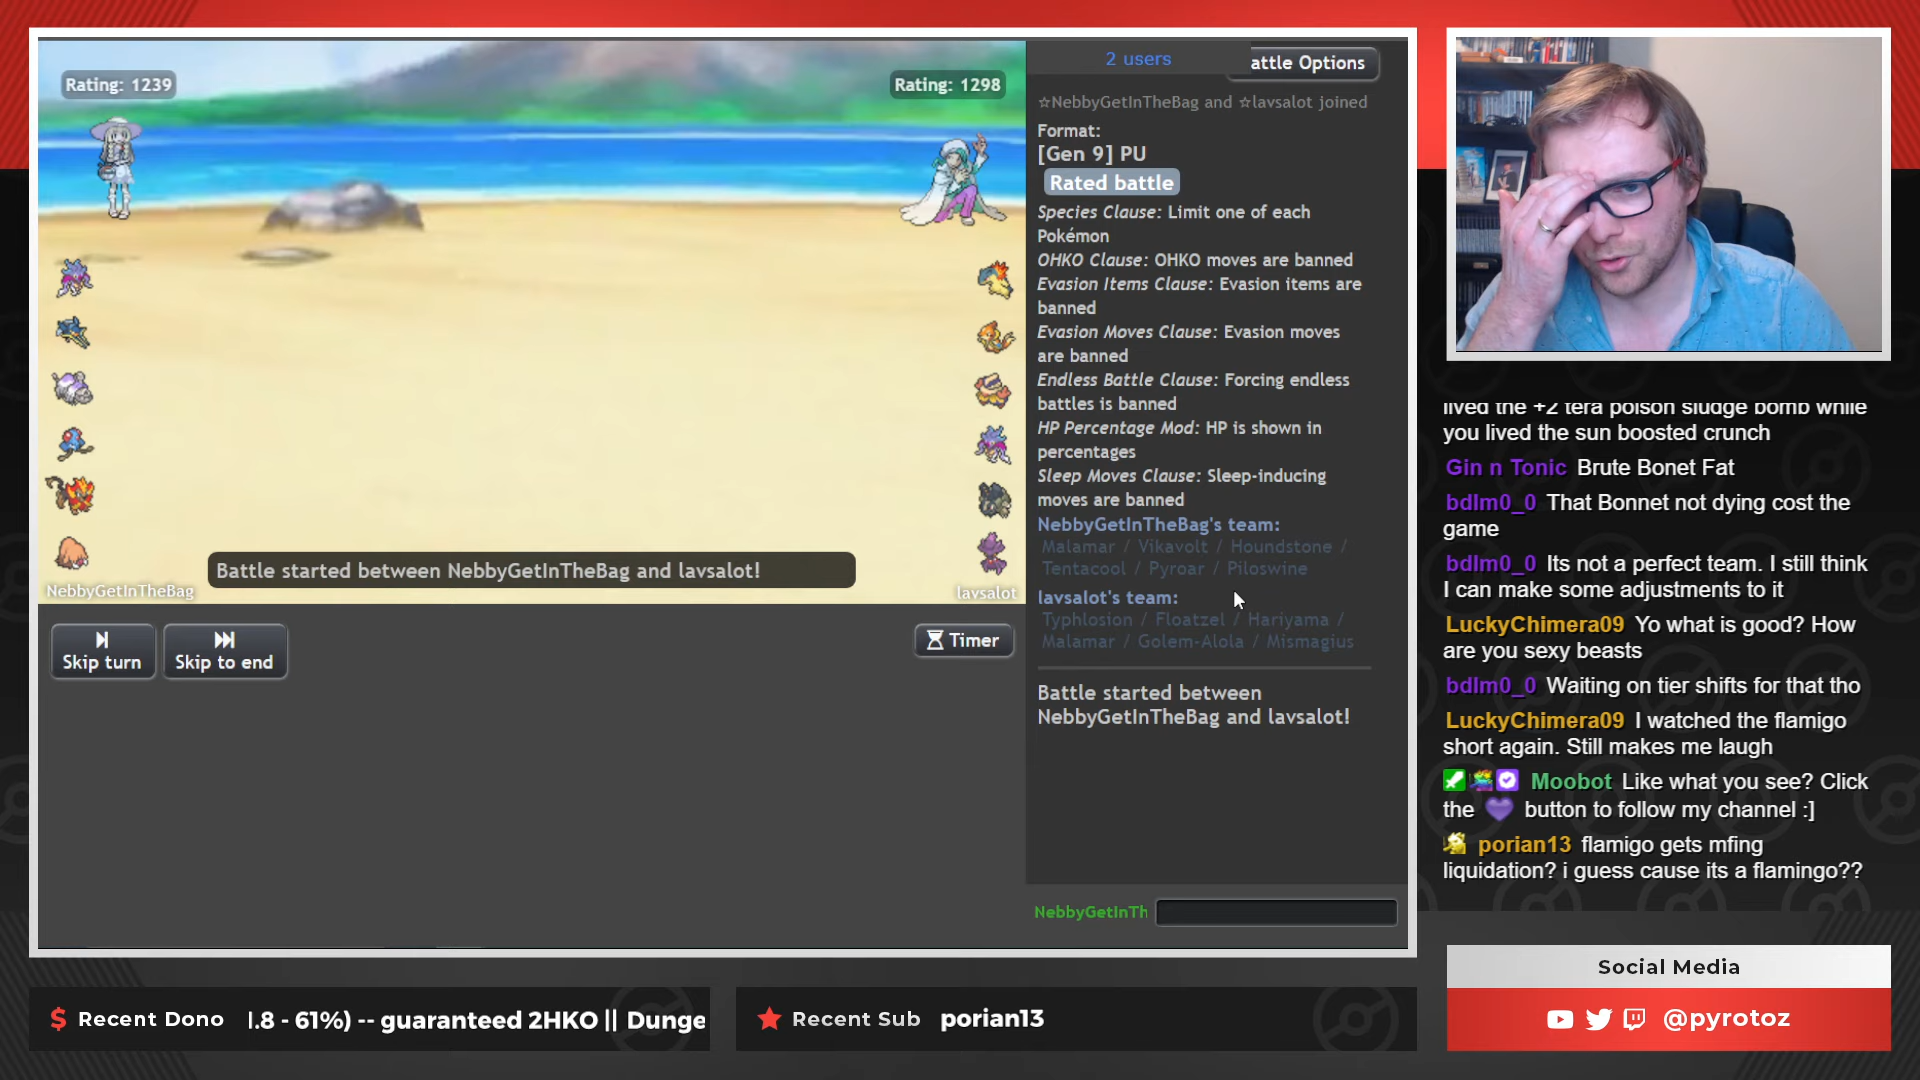 Rating: 1239
Rating: 1298
NebbyGetInTheBag
lavsalot
Battle started between NebbyGetInTheBag and lavsalot!
Skip turn
Skip to end
Timer
2 users
attle Options
☆NebbyGetInTheBag and ☆lavsalot joined
Format:
[Gen 9] PU
Rated battle
Species Clause: Limit one of each
Pokémon
OHKO Clause: OHKO moves are banned
Evasion Items Clause: Evasion items are
banned
Evasion Moves Clause: Evasion moves
are banned
Endless Battle Clause: Forcing endless
battles is banned
HP Percentage Mod: HP is shown in
percentages
Sleep Moves Clause: Sleep-inducing
moves are banned
NebbyGetInTheBag's team:
Malamar / Vikavolt / Houndstone /
Tentacool / Pyroar / Piloswine
lavsalot's team:
Typhlosion / Floatzel / Hariyama /
Malamar / Golem-Alola / Mismagius
Battle started between
NebbyGetInTheBag and lavsalot!
NebbyGetInTh
lived the +2 tera poison sludge bomb while
you lived the sun boosted crunch
Gin n Tonic Brute Bonet Fat
bdlm0_0 That Bonnet not dying cost the
game
bdlm0_0 Its not a perfect team. I still think
I can make some adjustments to it
LuckyChimera09 Yo what is good? How
are you sexy beasts
bdlm0_0 Waiting on tier shifts for that tho
LuckyChimera09 I watched the flamigo
short again. Still makes me laugh
Moobot Like what you see? Click
the 💜 button to follow my channel :]
porian13 flamigo gets mfing
liquidation? i guess cause its a flamingo??
$ Recent Dono
.8 - 61%) -- guaranteed 2HKO || Dunge
Recent Sub porian13
Social Media
@pyrotoz